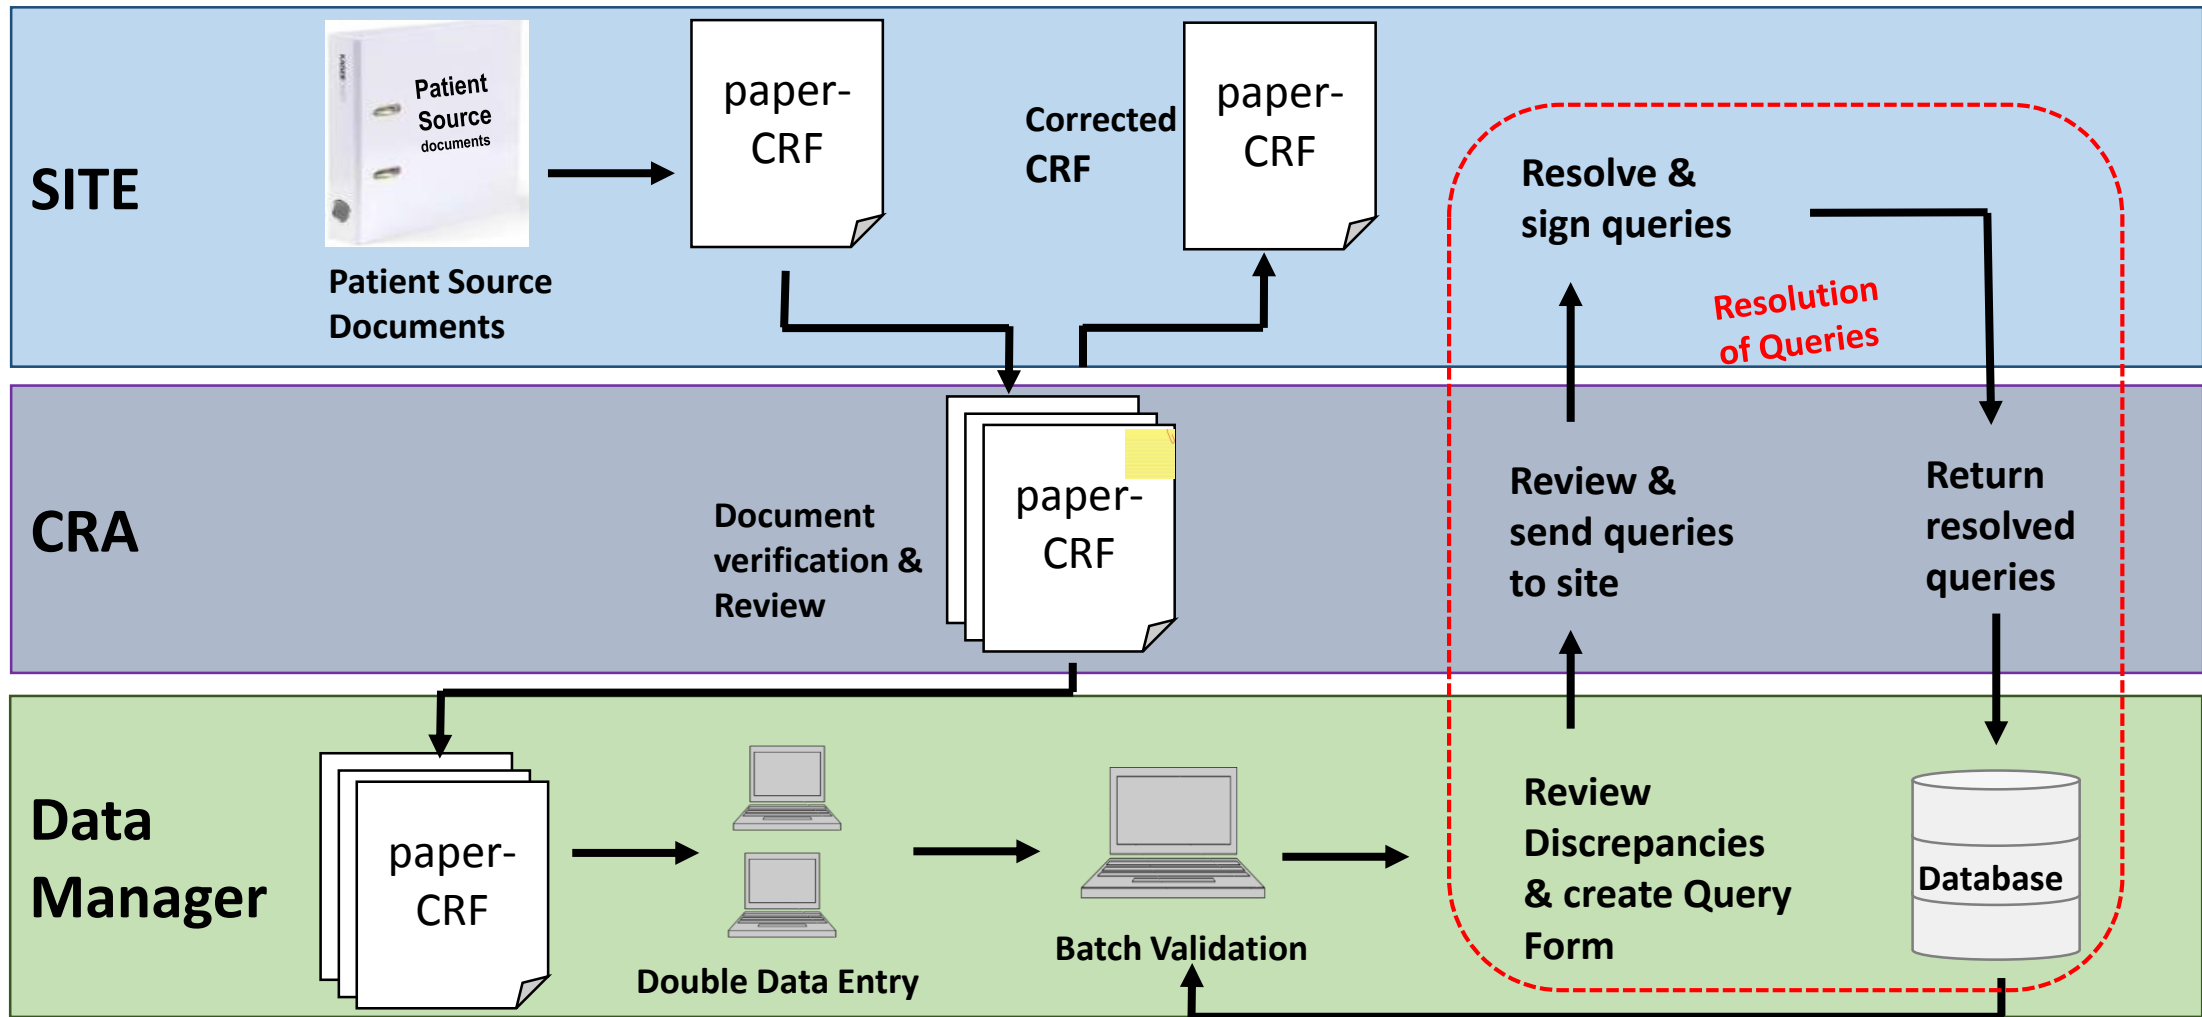 SITE
Patient
Source
documents
Patient Source
Documents
paper-
CRF
Corrected
CRF
paper-
CRF
Resolve &
sign queries
Resolution
of Queries
CRA
Document
verification &
Review
paper-
CRF
Review &
send queries
to site
Return
resolved
queries
Data
Manager
paper-
CRF
Double Data Entry
Batch Validation
Review
Discrepancies
& create Query
Form
Database